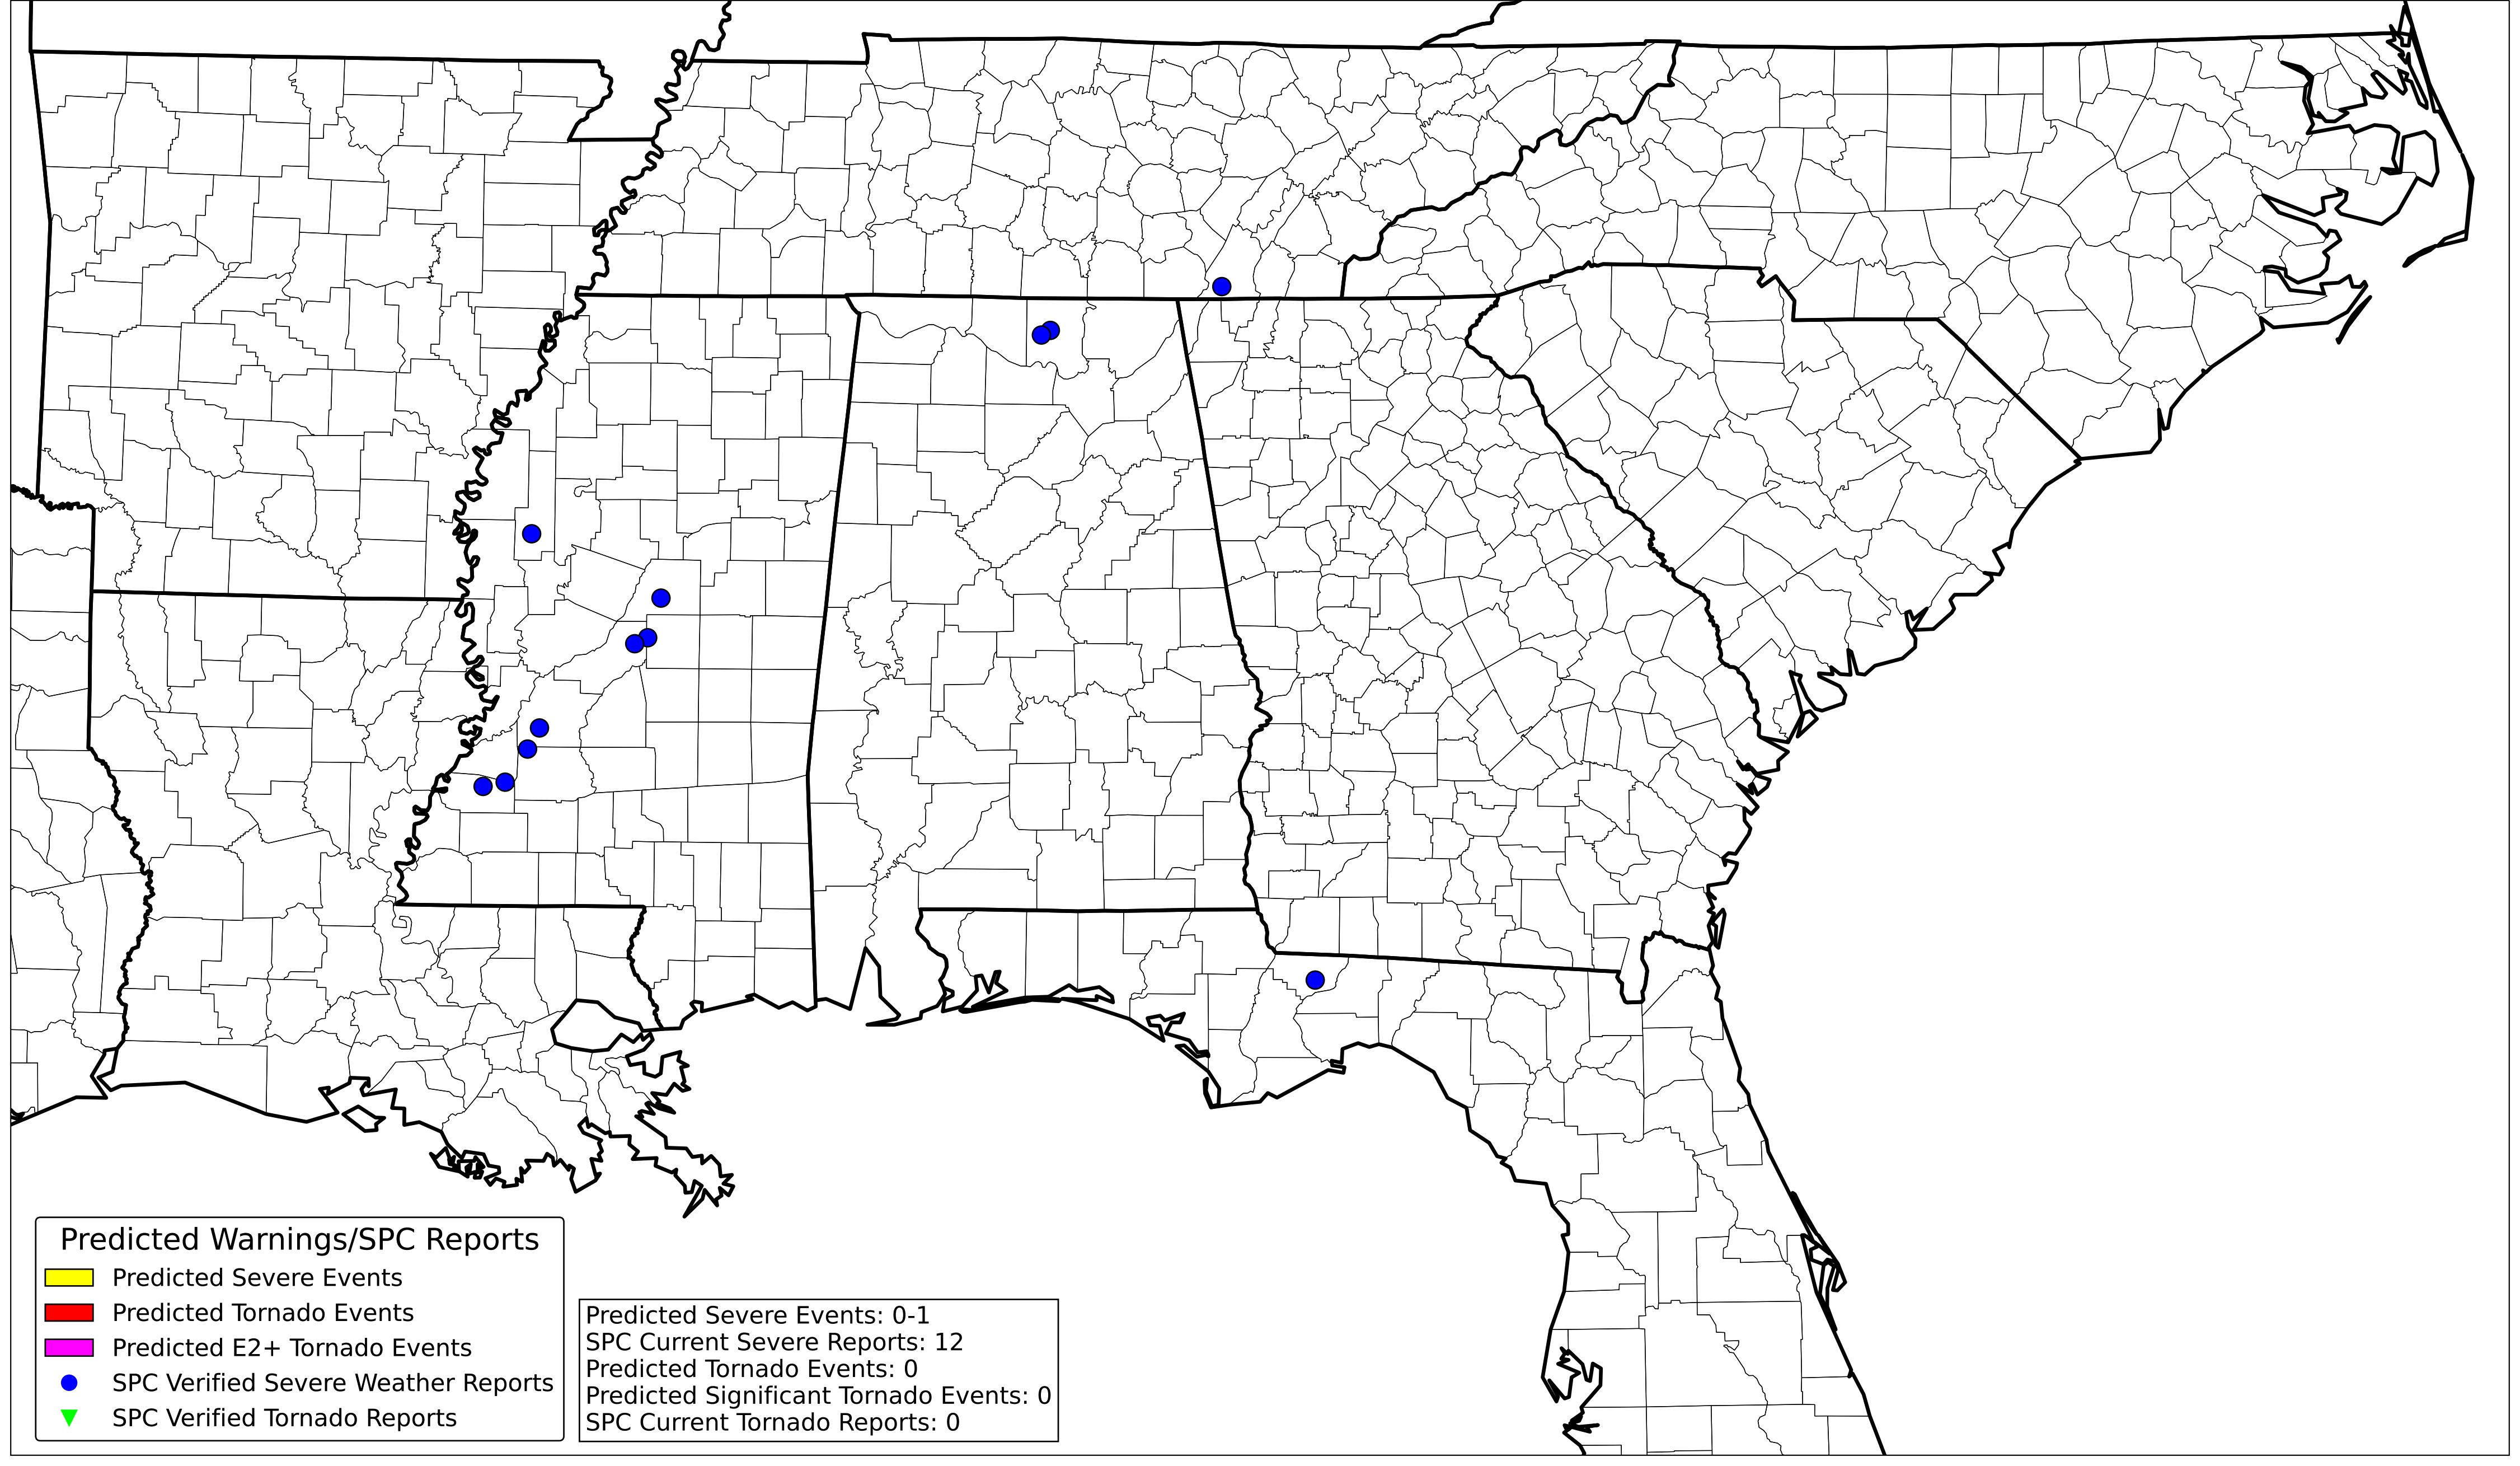 Predicted Warnings/SPC Reports
Predicted Severe Events
Predicted Tornado Events
Predicted E2+ Tornado Events
SPC Verified Severe Weather Reports
SPC Verified Tornado Reports
Predicted Severe Events: 0-1
SPC Current Severe Reports: 12
Predicted Tornado Events: 0
Predicted Significant Tornado Events: 0
SPC Current Tornado Reports: 0